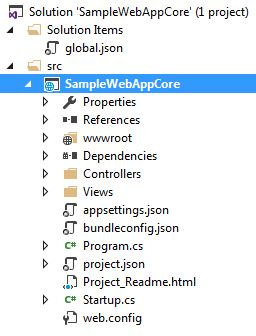 Solution 'SampleWebAppCore' (1 project)
Solution Items
global.json
src
SampleWebAppCore
Properties
References
wwwroot
Dependencies
Controllers
Views
appsettings.json
bundleconfig.json
C# Program.cs
project.json
Project_Readme.html
C# Startup.cs
web.config